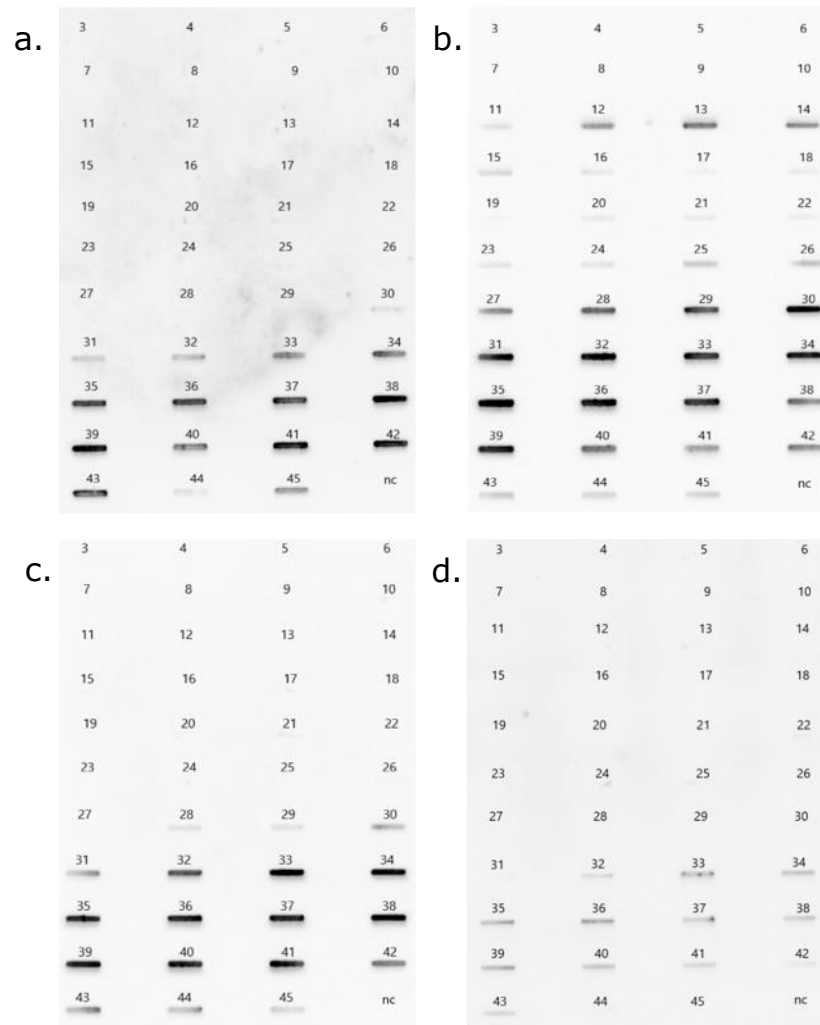 a.
3 4 5 6
7 8 9 10
11 12 13 14
15 16 17 18
19 20 21 22
23 24 25 26
27 28 29 30
31 32 33 34
35 36 37 38
39 40 41 42
43 44 45 nc
b.
3 4 5 6
7 8 9 10
11 12 13 14
15 16 17 18
19 20 21 22
23 24 25 26
27 28 29 30
31 32 33 34
35 36 37 38
39 40 41 42
43 44 45 nc
c.
3 4 5 6
7 8 9 10
11 12 13 14
15 16 17 18
19 20 21 22
23 24 25 26
27 28 29 30
31 32 33 34
35 36 37 38
39 40 41 42
43 44 45 nc
d.
3 4 5 6
7 8 9 10
11 12 13 14
15 16 17 18
19 20 21 22
23 24 25 26
27 28 29 30
31 32 33 34
35 36 37 38
39 40 41 42
43 44 45 nc